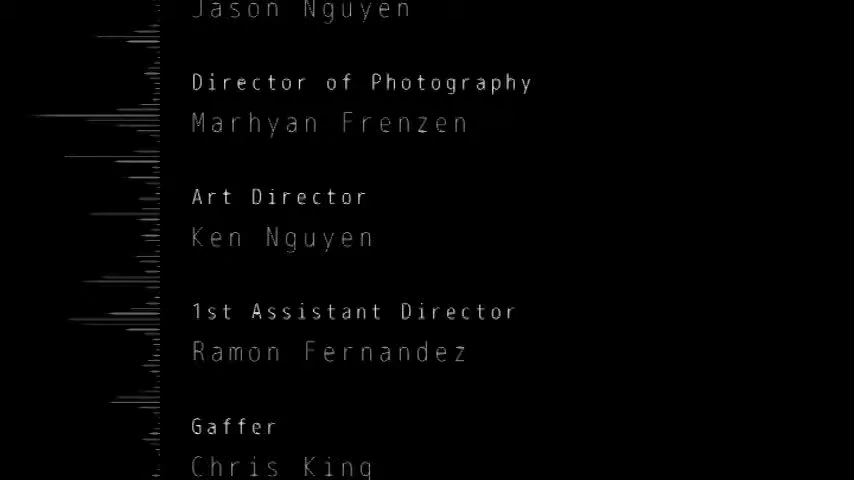 Jason Nguyen
Director of Photography
Marhyan Frenzen
Art Director
Ken Nguyen
1st Assistant Director
Ramon Fernandez
Gaffer
Chris King